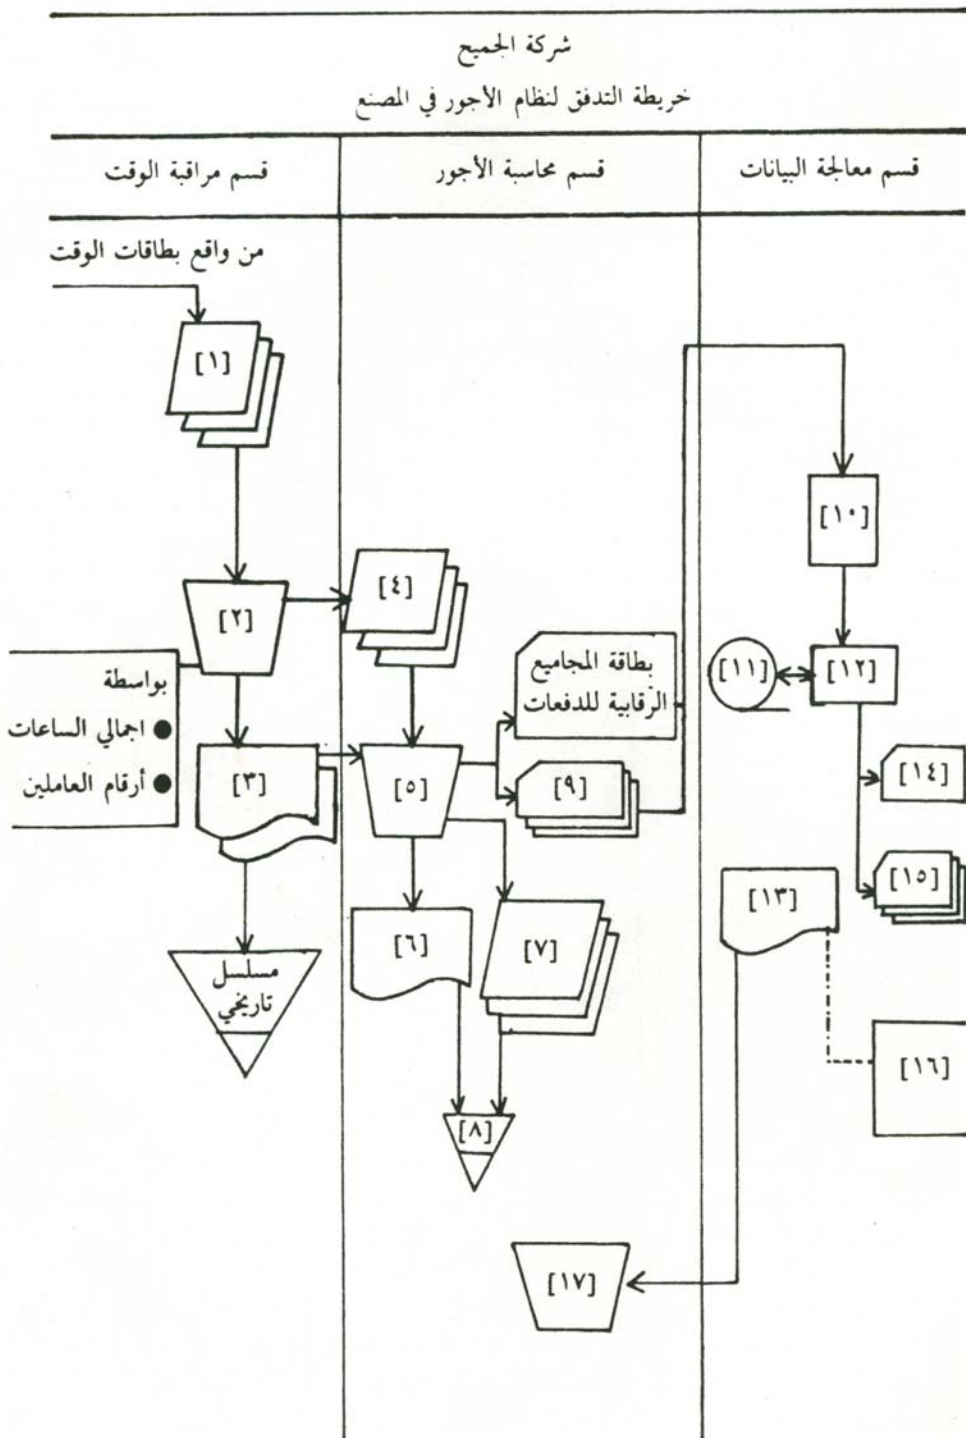 شركة الجميح
خريطة التدفق لنظام الأجور في المصنع
قسم معالجة البيانات
قسم محاسبة الأجور
قسم مراقبة الوقت
من واقع بطاقات الوقت
[١]
[٢]
بواسطة
● اجمالي الساعات
● أرقام العاملين
[٣]
مسلسل
تاريخي
[٤]
[٥]
بطاقة المجاميع
الرقابية للدفعات
[٩]
[٦]
[٧]
[٨]
[١٠]
[١١]
[١٢]
[١٤]
[١٥]
[١٣]
[١٦]
[١٧]